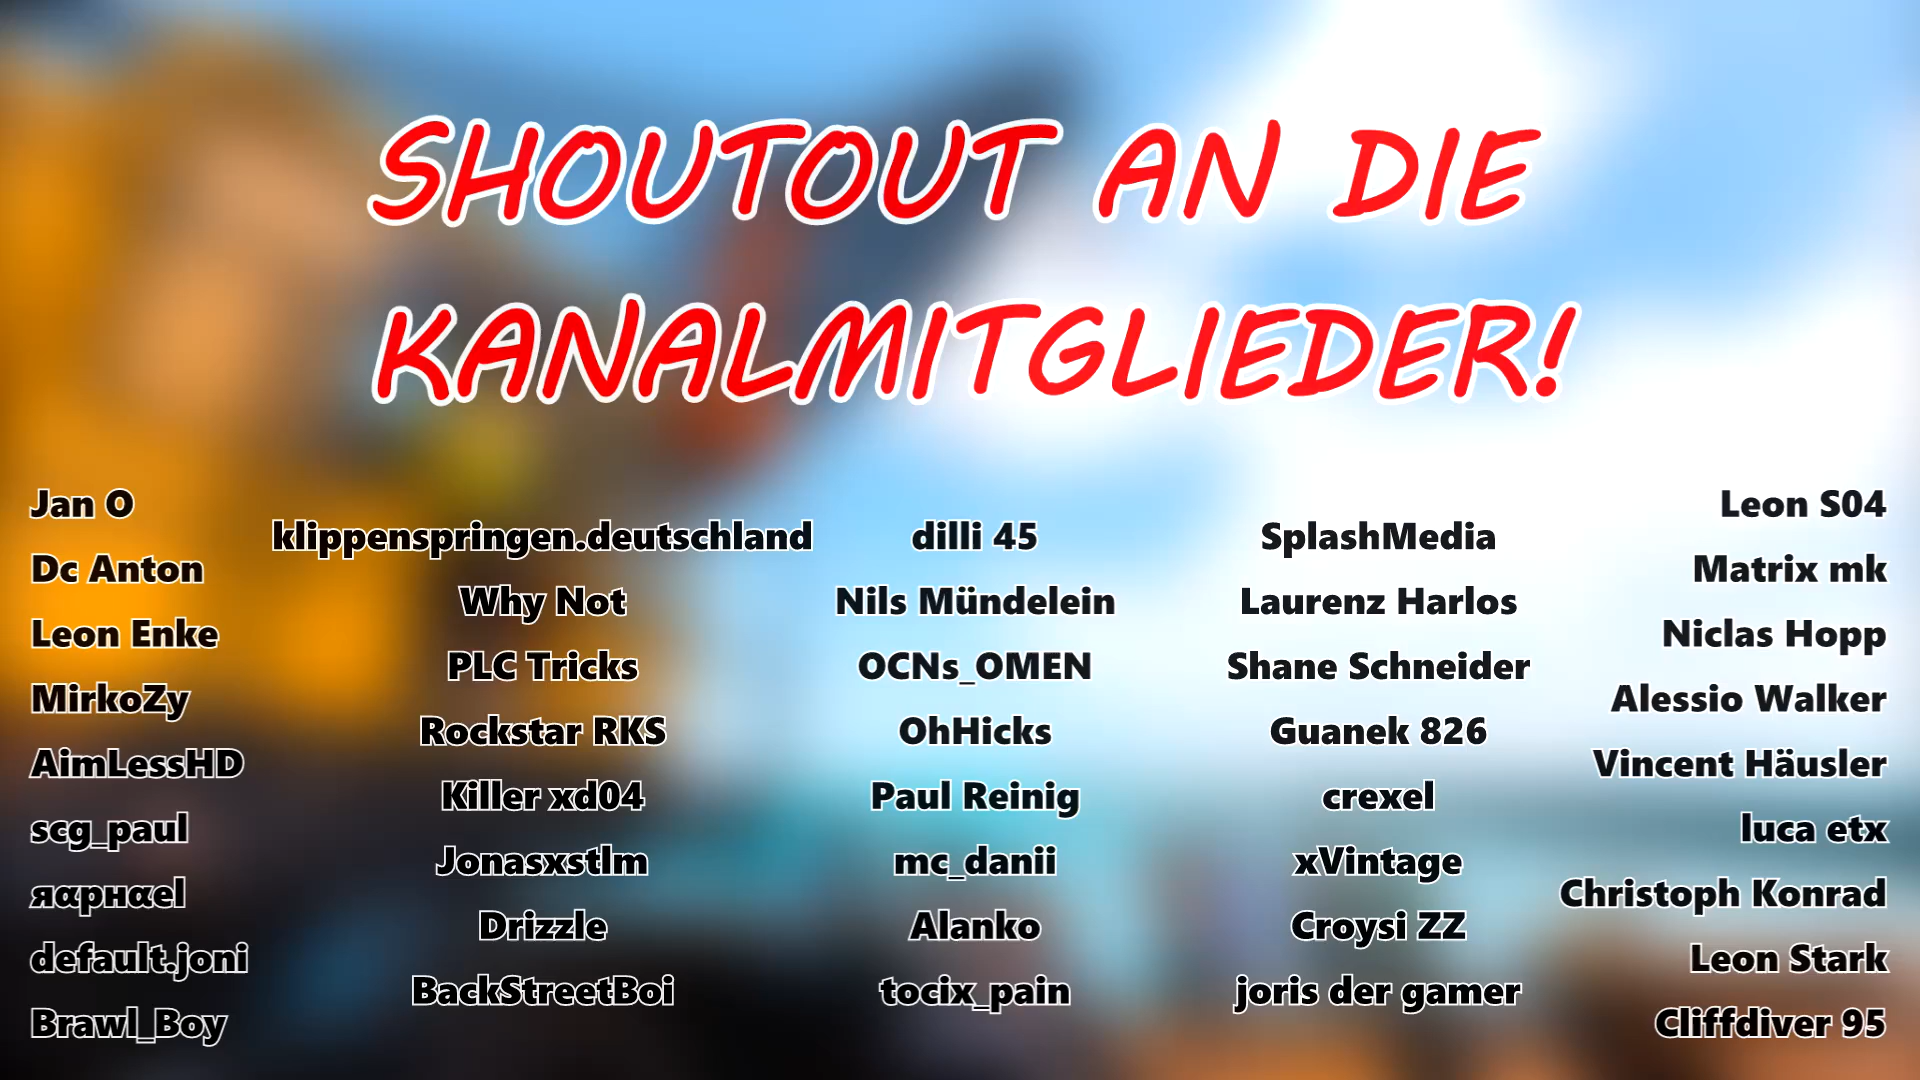 SHOUTOUT AN DIE
KANALMITGLIEDER!
Jan O
Dc Anton
Leon Enke
MirkoZy
AimLessHD
scg_paul
яαρнαel
default.joni
Brawl_Boy
klippenspringen.deutschland
Why Not
PLC Tricks
Rockstar RKS
Killer xd04
Jonasxstlm
Drizzle
BackStreetBoi
dilli 45
Nils Mündelein
OCNs_OMEN
OhHicks
Paul Reinig
mc_danii
Alanko
tocix_pain
SplashMedia
Laurenz Harlos
Shane Schneider
Guanek 826
crexel
xVintage
Croysi ZZ
joris der gamer
Leon S04
Matrix mk
Niclas Hopp
Alessio Walker
Vincent Häusler
luca etx
Christoph Konrad
Leon Stark
Cliffdiver 95